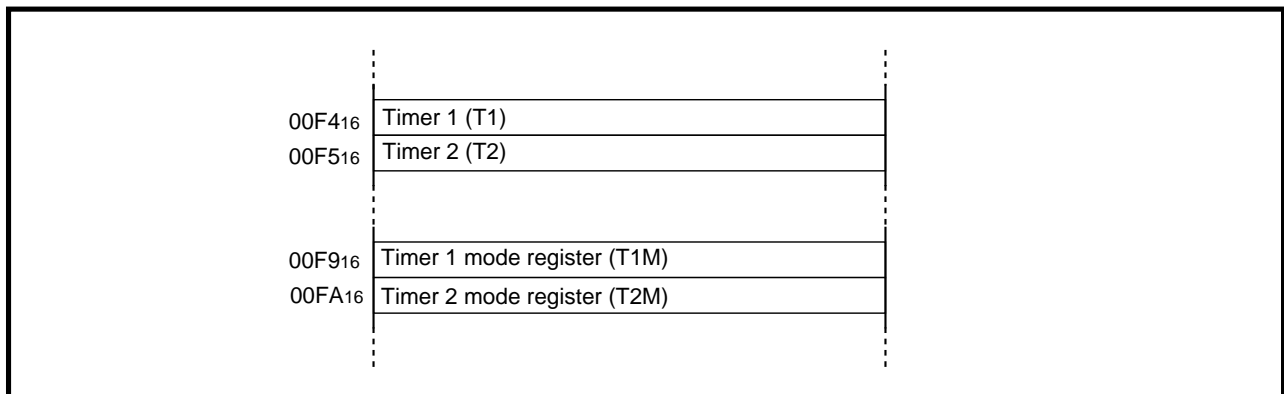 00F416 Timer 1 (T1)
00F516 Timer 2 (T2)
00F916 Timer 1 mode register (T1M)
00FA16 Timer 2 mode register (T2M)